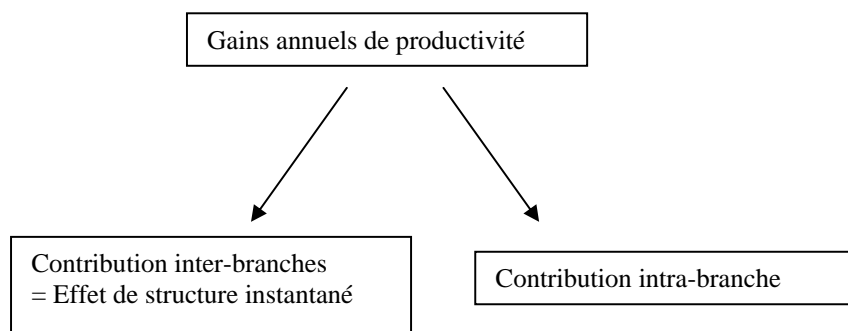 Gains annuels de productivité
Contribution inter-branches
= Effet de structure instantané
Contribution intra-branche